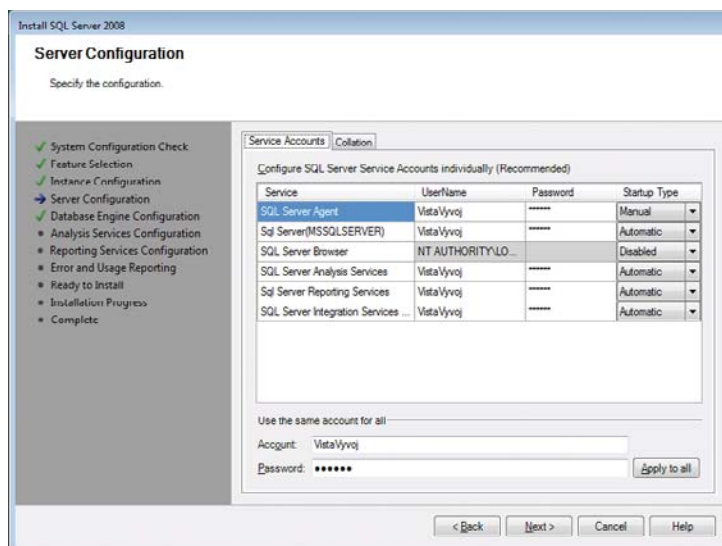 Install SQL Server 2008
Server Configuration
Specify the configuration.
System Configuration Check
Feature Selection
Instance Configuration
Server Configuration
Database Engine Configuration
Analysis Services Configuration
Reporting Services Configuration
Error and Usage Reporting
Ready to Install
Installation Progress
Complete
Service Accounts Collation
Configure SQL Server Service Accounts individually (Recommended)
Service UserName Password Startup Type
SQL Server Agent VistaVyvoj ****** Manual
Sql Server(MSSQLSERVER) VistaVyvoj ****** Automatic
SQL Server Browser NT AUTHORITY\LO... Disabled
SQL Server Analysis Services VistaVyvoj ****** Automatic
Sql Server Reporting Services VistaVyvoj ****** Automatic
SQL Server Integration Services ... VistaVyvoj ****** Automatic
Use the same account for all
Account: VistaVyvoj
Password: ●●●●●●
Apply to all
< Back Next > Cancel Help